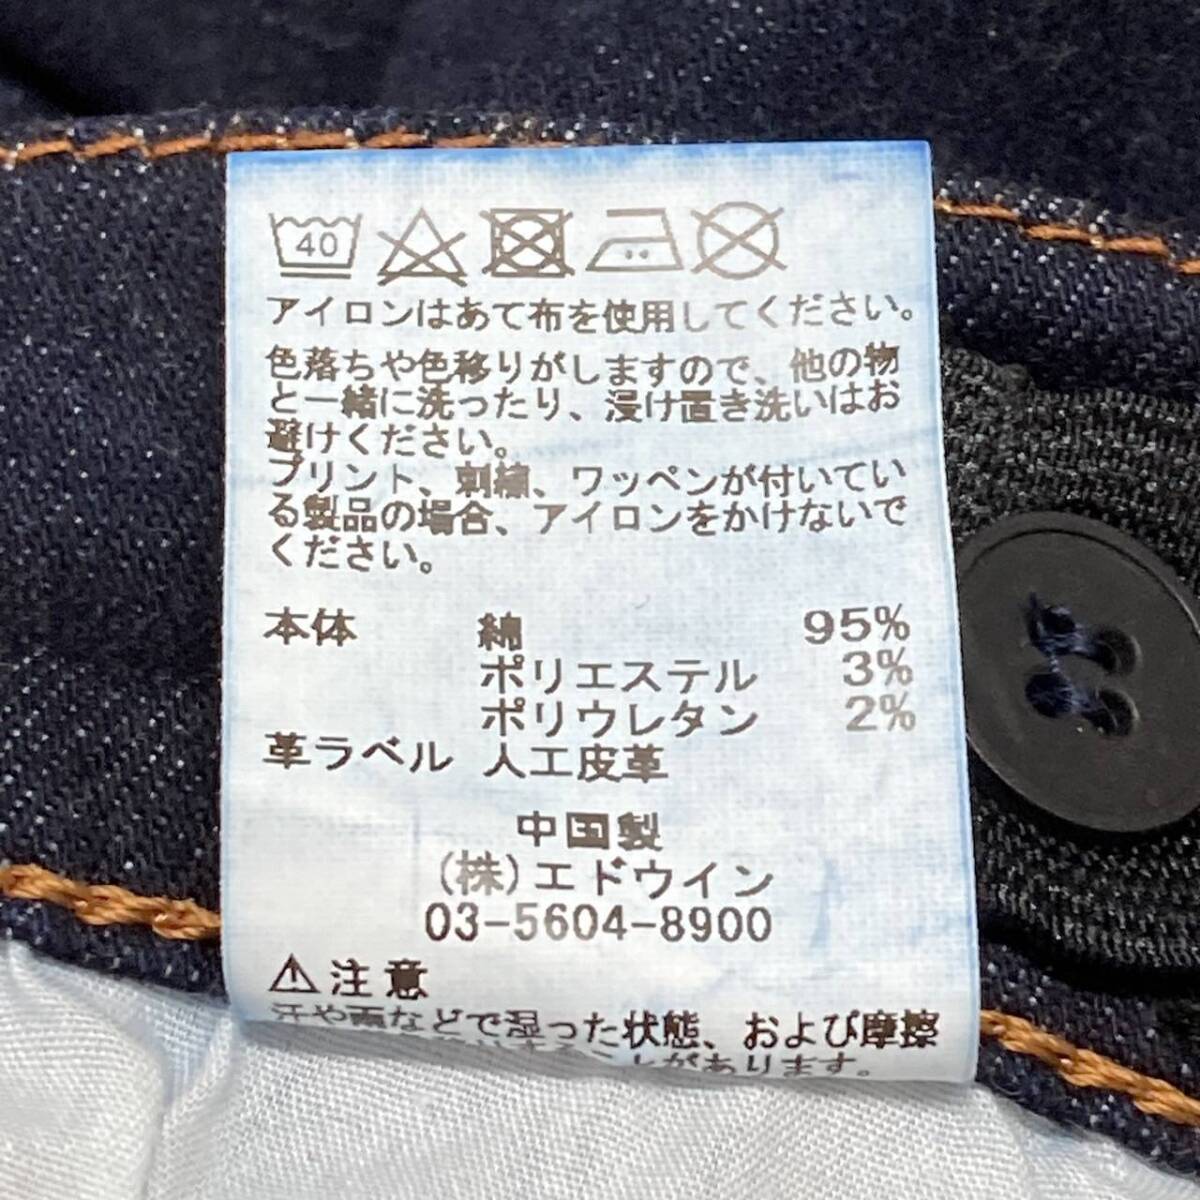 40
アイロンはあて布を使用してください。
色落ちや色移りがしますので、他の物
と一緒に洗ったり、浸け置き洗いはお
避けください。
プリント、刺繍、ワッペンが付いてい
る製品の場合、アイロンをかけないで
ください。
本体 綿 95%
ポリエステル 3%
ポリウレタン 2%
革ラベル 人工皮革
中国製
(株)エドウイン
03-5604-8900
⚠注意
汗や雨などで湿った状態、および摩擦
ことがあります。